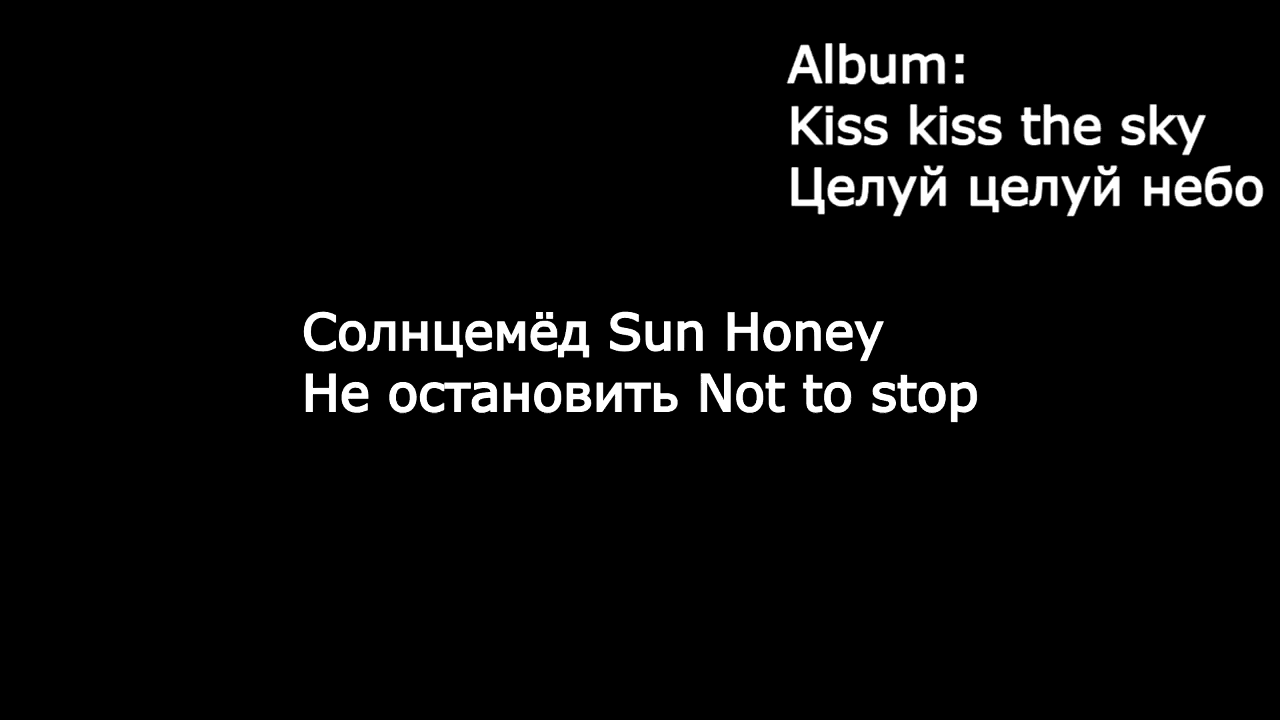 Album:
Kiss kiss the sky
Целуй целуй небо
Солнцемёд Sun Honey
Не остановить Not to stop